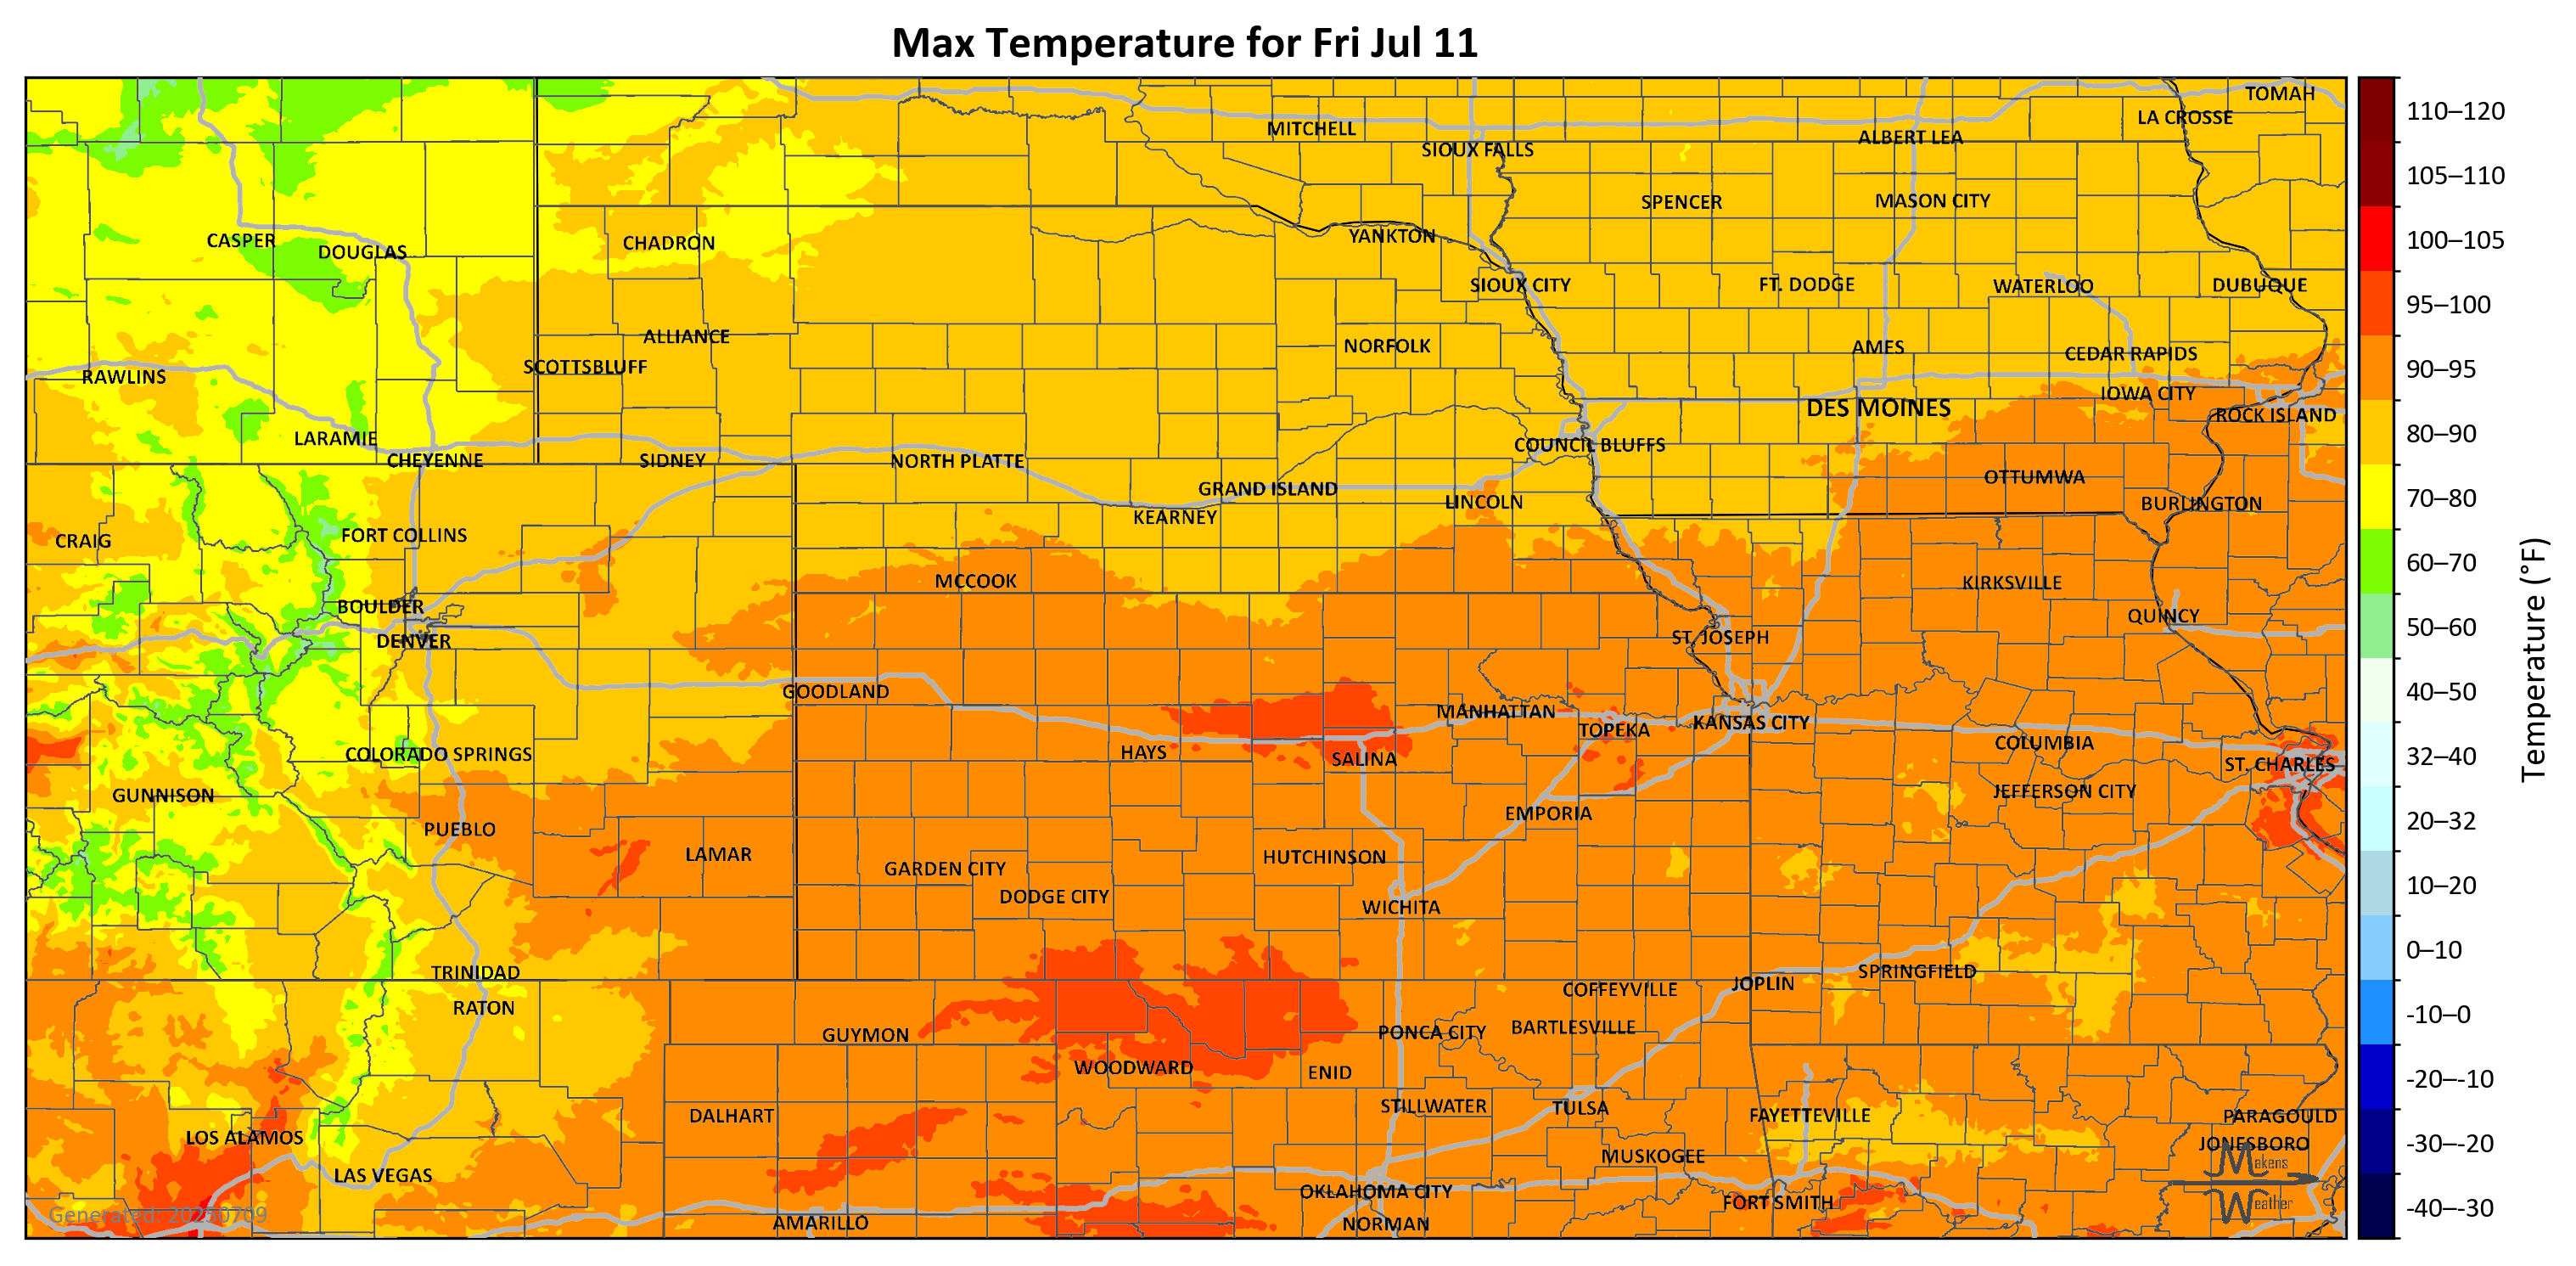 Max Temperature for Fri Jul 11
TOMAH
LA CROSSE
MITCHELL
ALBERT LEA
SIOUX FALLS
SPENCER
MASON CITY
CASPER
DOUGLAS
CHADRON
YANKTON
SIOUX CITY
FT. DODGE
WATERLOO
DUBUQUE
ALLIANCE
NORFOLK
AMES
CEDAR RAPIDS
SCOTTSBLUFF
RAWLINS
IOWA CITY
DES MOINES
ROCK ISLAND
LARAMIE
COUNCIL BLUFFS
CHEYENNE
SIDNEY
NORTH PLATTE
OTTUMWA
GRAND ISLAND
LINCOLN
BURLINGTON
KEARNEY
CRAIG
FORT COLLINS
MCCOOK
KIRKSVILLE
BOULDER
QUINCY
DENVER
ST. JOSEPH
GOODLAND
MANHATTAN
TOPEKA
KANSAS CITY
COLUMBIA
COLORADO SPRINGS
HAYS
SALINA
ST. CHARLES
GUNNISON
JEFFERSON CITY
EMPORIA
PUEBLO
LAMAR
HUTCHINSON
GARDEN CITY
DODGE CITY
WICHITA
TRINIDAD
SPRINGFIELD
JOPLIN
COFFEYVILLE
RATON
GUYMON
PONCA CITY
BARTLESVILLE
WOODWARD
ENID
STILLWATER
TULSA
DALHART
FAYETTEVILLE
PARAGOULD
LOS ALAMOS
JONESBORO
MUSKOGEE
LAS VEGAS
OKLAHOMA CITY
FORT SMITH
AMARILLO
NORMAN
Generated: 20250709
Makens
Weather
110–120
105–110
100–105
95–100
90–95
80–90
70–80
60–70
50–60
40–50
32–40
20–32
10–20
0–10
-10–0
-20–-10
-30–-20
-40–-30
Temperature (°F)